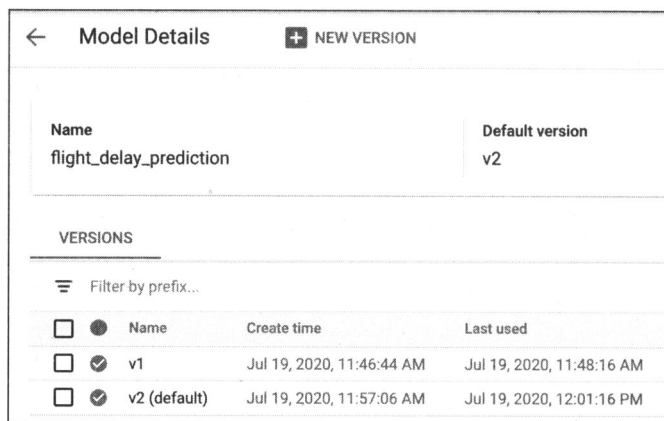 Model Details NEW VERSION
Name Default version
flight_delay_prediction v2
VERSIONS
Filter by prefix...
Name Create time Last used
v1 Jul 19, 2020, 11:46:44 AM Jul 19, 2020, 11:48:16 AM
v2 (default) Jul 19, 2020, 11:57:06 AM Jul 19, 2020, 12:01:16 PM